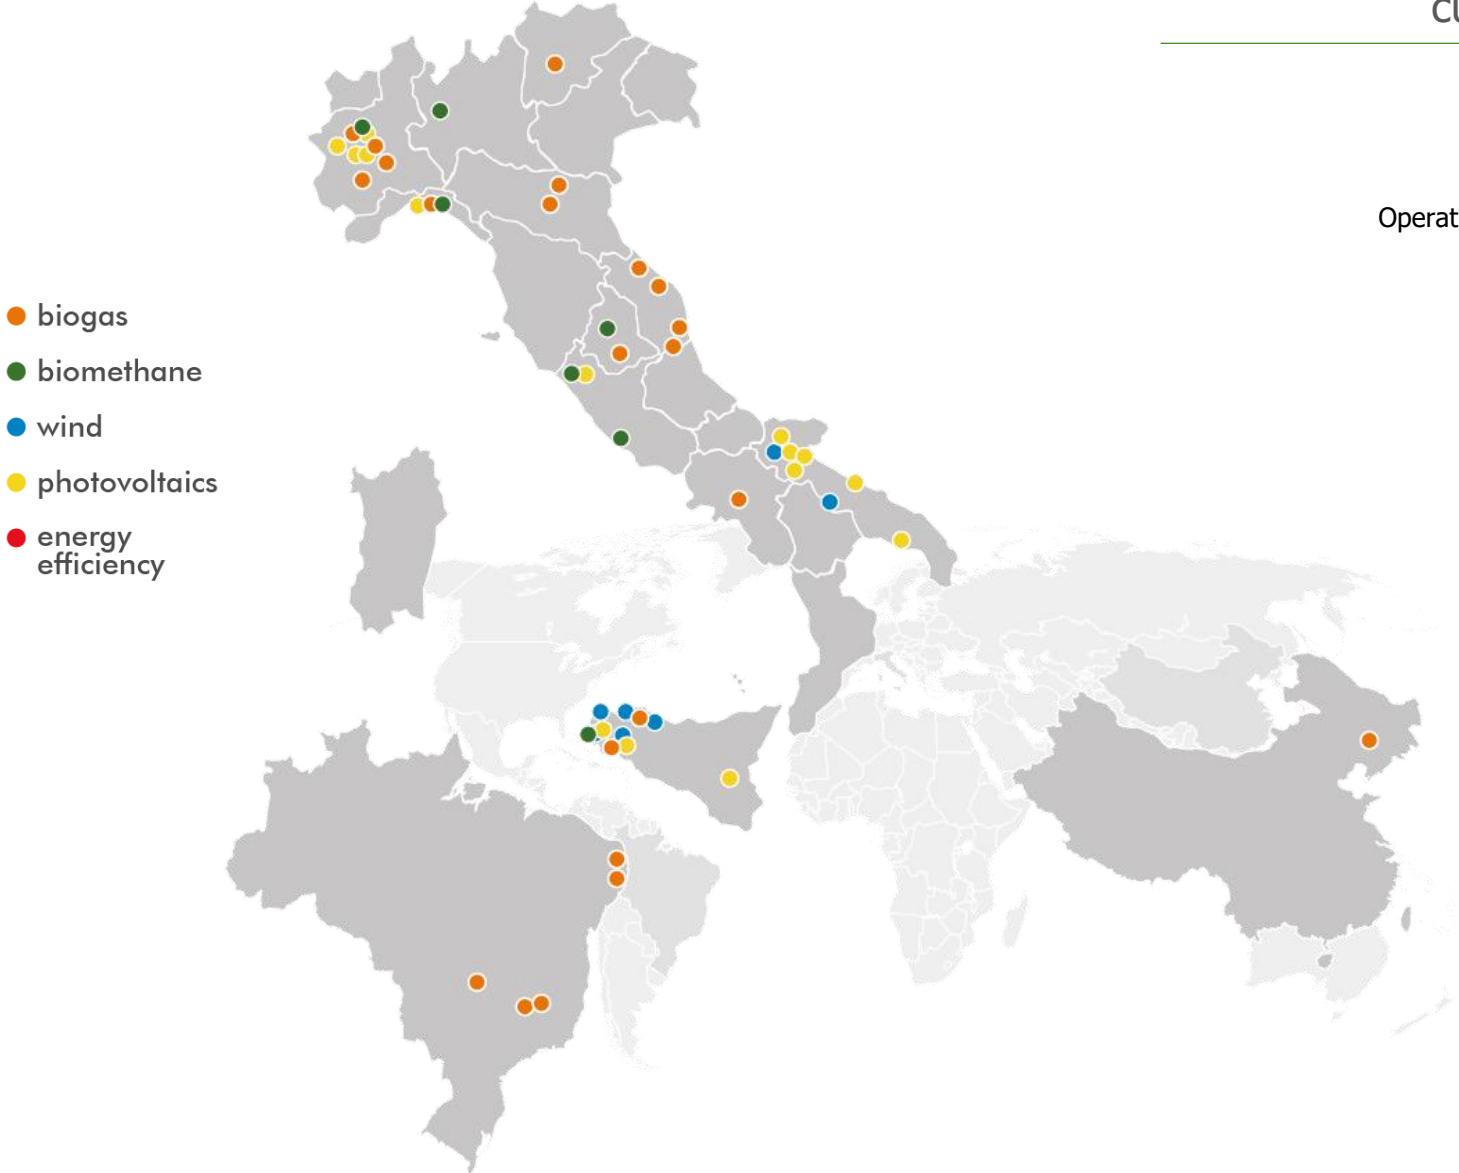 Operat
biogas
biomethane
wind
photovoltaics
energy
efficiency